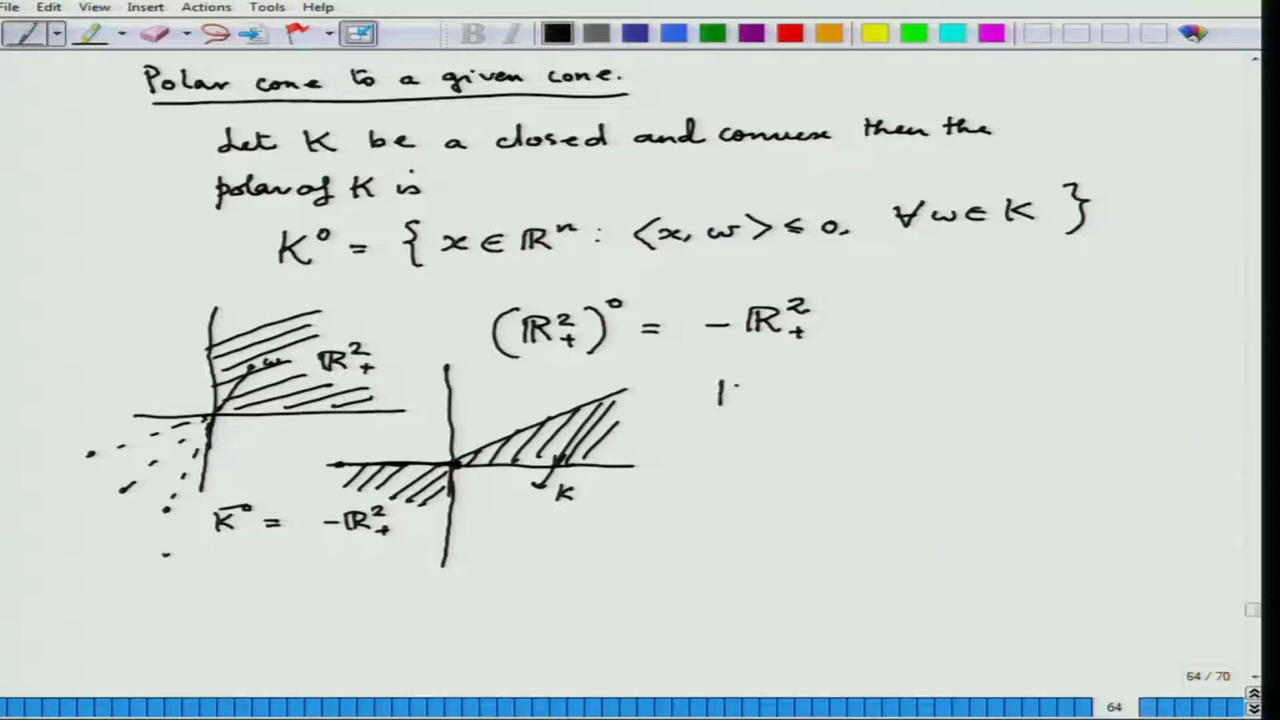 File Edit View Insert Actions Tools Help
Polar cone to a given cone.
Let K be a closed and convex then the
polar of K is
K° = { x ∈ ℝⁿ : ⟨x, w⟩ ≤ 0, ∀w ∈ K }
(ℝ²₊)° = −ℝ²₊
w ℝ²₊
K
K° = −ℝ²₊
64 / 70
64